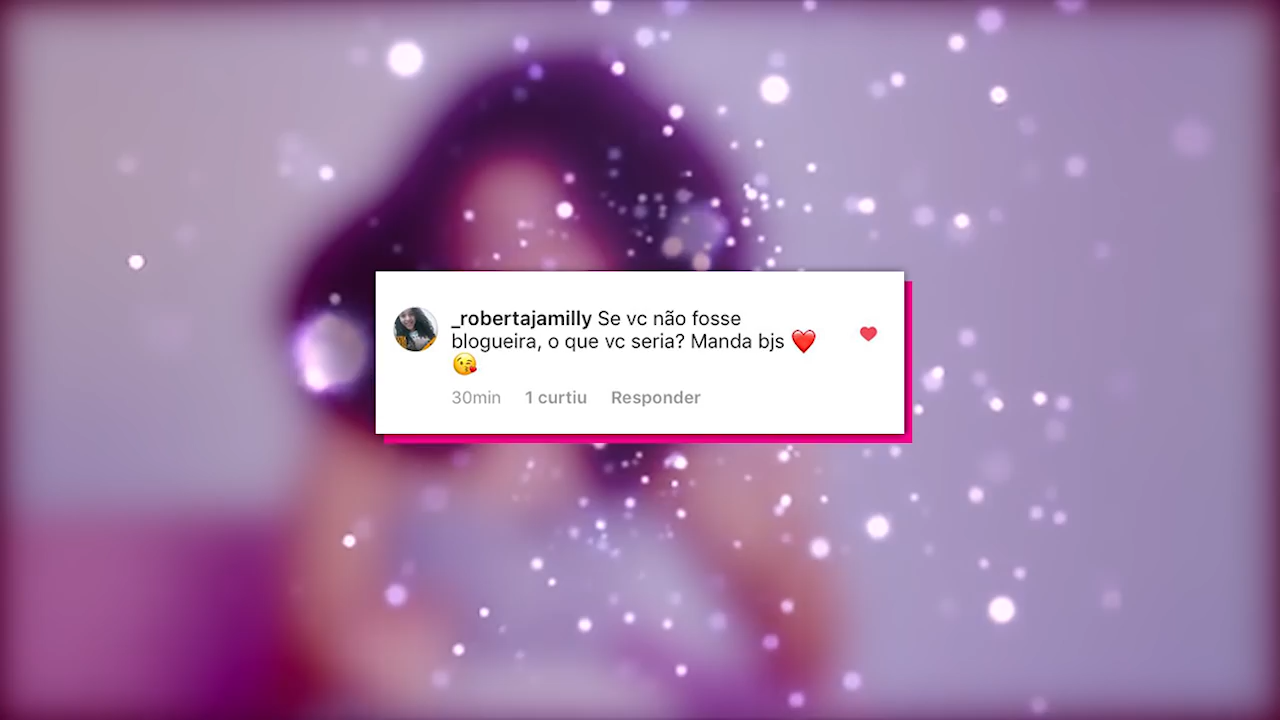 _robertajamilly Se vc não fosse
blogueira, o que vc seria? Manda bjs ❤️
😘
30min 1 curtiu Responder